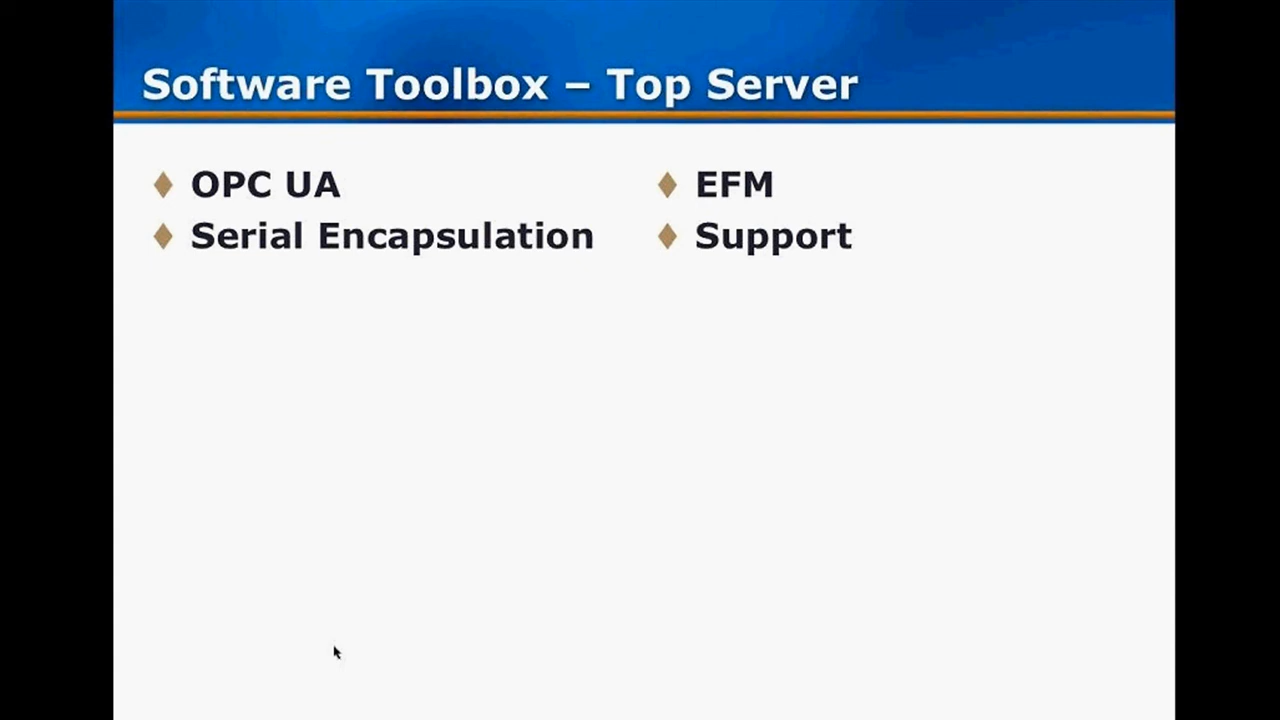 Software Toolbox – Top Server
OPC UA
Serial Encapsulation
EFM
Support